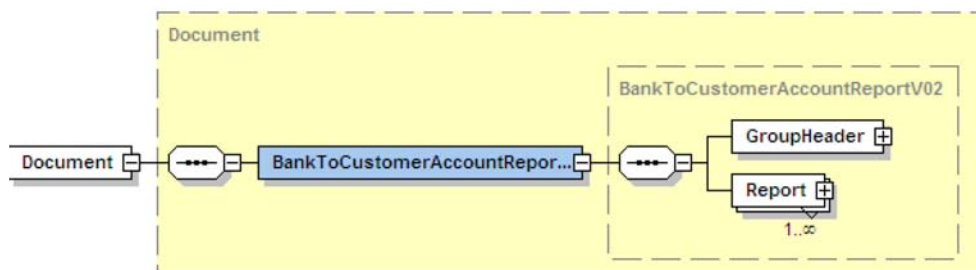 Document
BankToCustomerAccountReportV02
GroupHeader
Document
BankToCustomerAccountRepor...
Report
1..∞